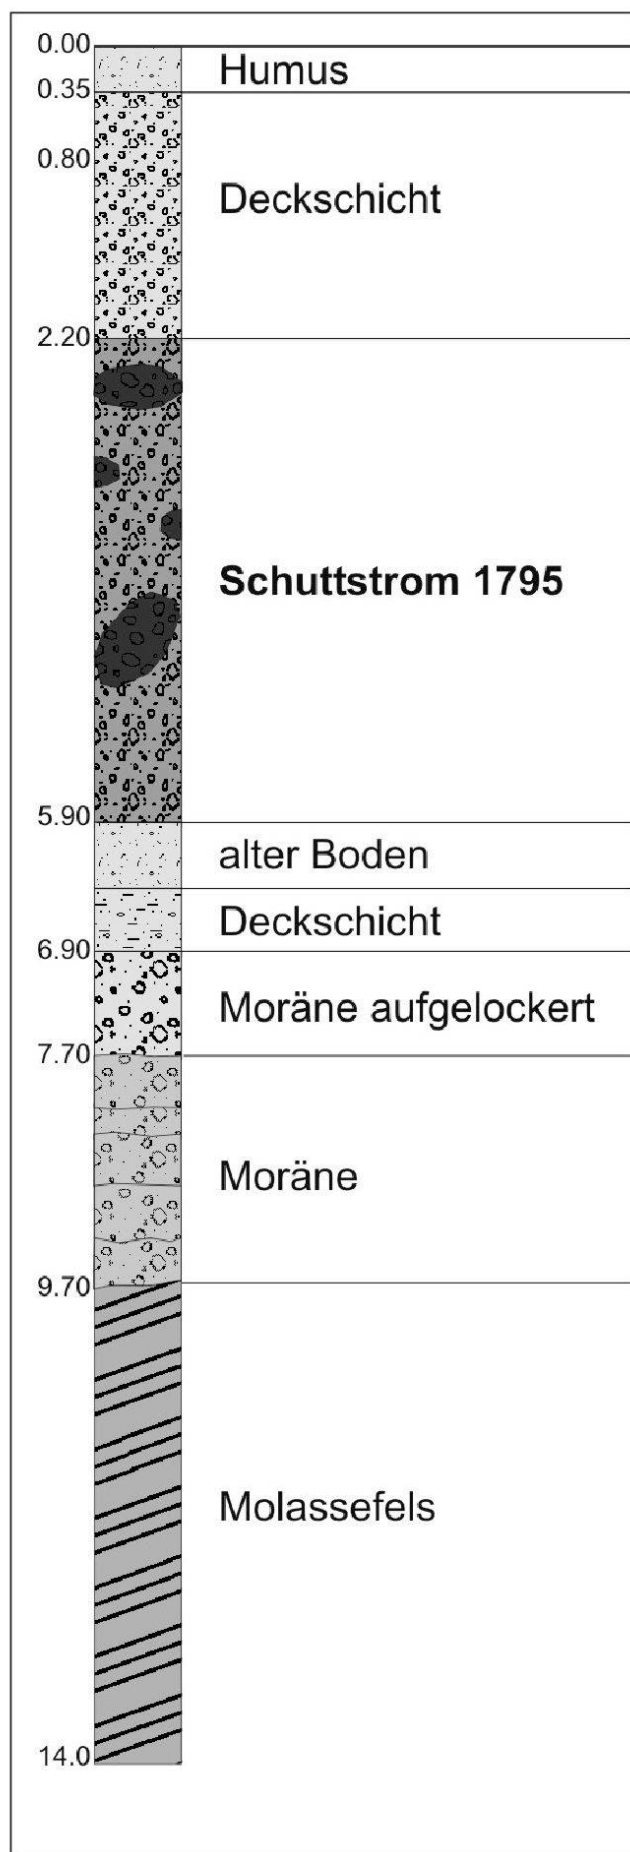 0.00
Humus
0.35
0.80
Deckschicht
2.20
Schuttstrom 1795
5.90
alter Boden
Deckschicht
6.90
Moräne aufgelockert
7.70
Moräne
9.70
Molassefels
14.0